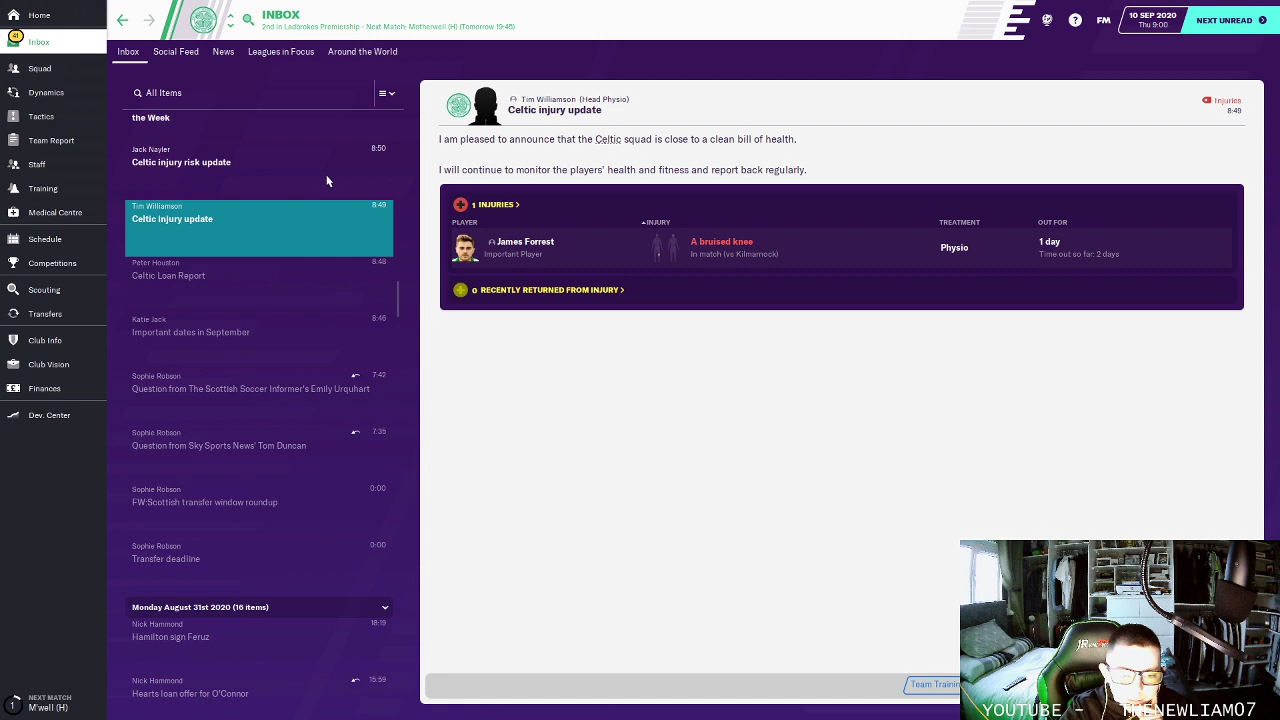 INBOX
2nd in Ladbrokes Premiership - Next Match: Motherwell (H) (Tomorrow 19:45)
FM
10 SEP 2020
Thu 9:00
NEXT UNREAD
41
Inbox
Squad
Dynamics
Tactics
Team Report
Staff
Training
Medical Centre
Schedule
Competitions
Scouting
Transfers
Club Info
Club Vision
Finances
Dev. Center
1
NEXT MATCH
M'well (H)
Inbox
Social Feed
News
Leagues in Focus
Around the World
All Items
the Week
Jack Nayler 8:50
Celtic injury risk update
Tim Williamson 8:49
Celtic injury update
Peter Houston 8:48
Celtic Loan Report
Katie Jack 8:46
Important dates in September
Sophie Robson 7:42
Question from The Scottish Soccer Informer's Emily Urquhart
Sophie Robson 7:35
Question from Sky Sports News' Tom Duncan
Sophie Robson 0:00
FW:Scottish transfer window roundup
Sophie Robson 0:00
Transfer deadline
Monday August 31st 2020 (16 items)
Nick Hammond 18:19
Hamilton sign Feruz
Nick Hammond 15:59
Hearts loan offer for O'Connor
Tim Williamson (Head Physio)
Celtic injury update
Injuries
8:49
I am pleased to announce that the Celtic squad is close to a clean bill of health.
I will continue to monitor the players' health and fitness and report back regularly.
1 INJURIES >
PLAYER INJURY TREATMENT OUT FOR
James Forrest A bruised knee Physio 1 day
Important Player In match (vs Kilmarnock) Time out so far: 2 days
0 RECENTLY RETURNED FROM INJURY >
Team Trainin
YOUTUBE - / THENEWLIAM07